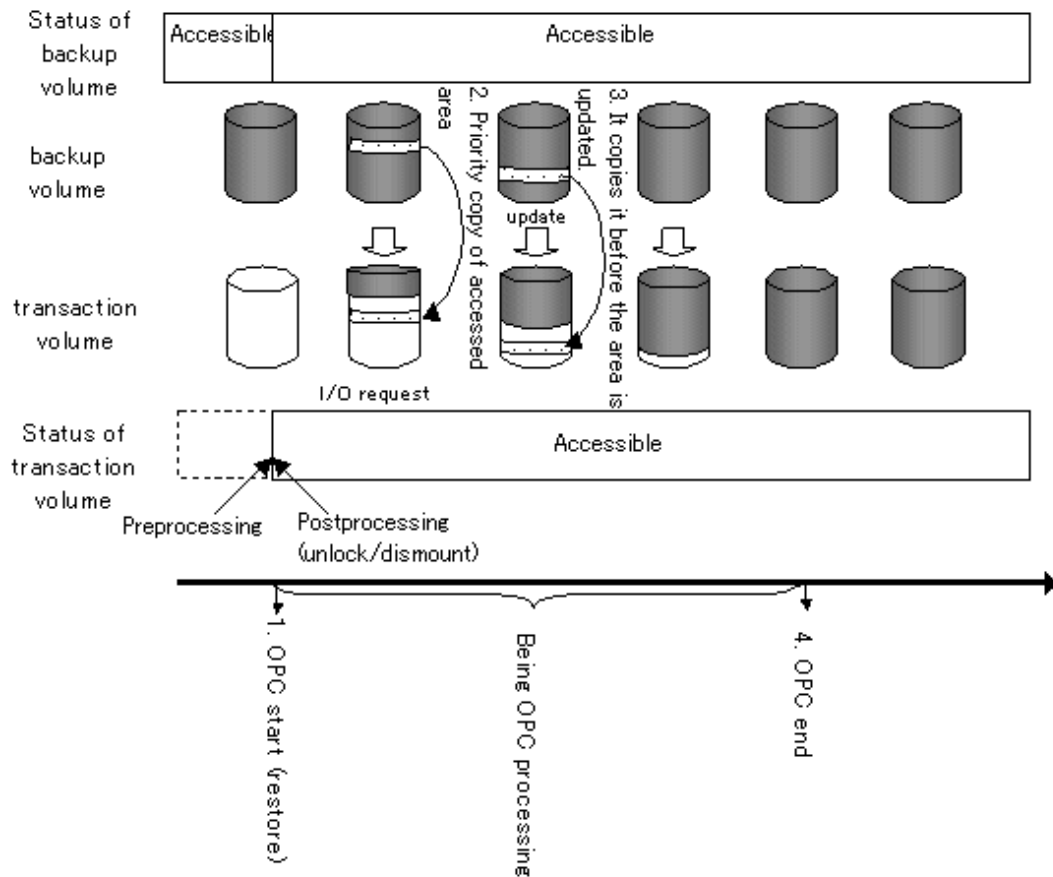 Status of
backup
volume
Accessible
Accessible
backup
volume
2. Priority copy of accessed
area
3. It copies it before the area is
updated.
update
transaction
volume
I/O request
Status of
transaction
volume
Accessible
Preprocessing
Postprocessing
(unlock/dismount)
1. OPC start (restore)
Being OPC processing
4. OPC end